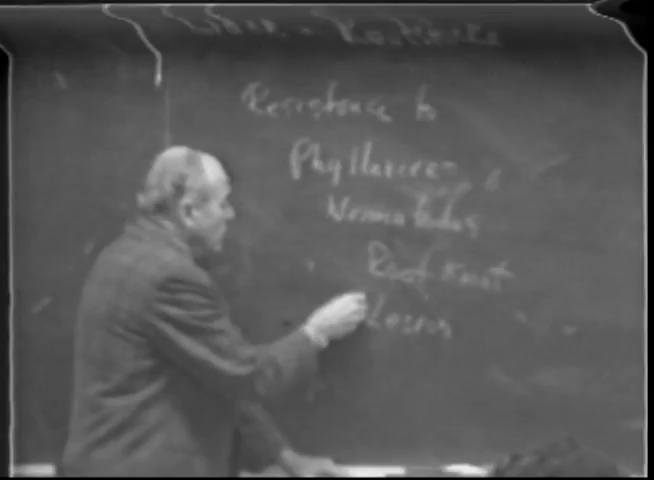 Resistance to
Phylloxera
Nematodes
Root Knot
Lesion